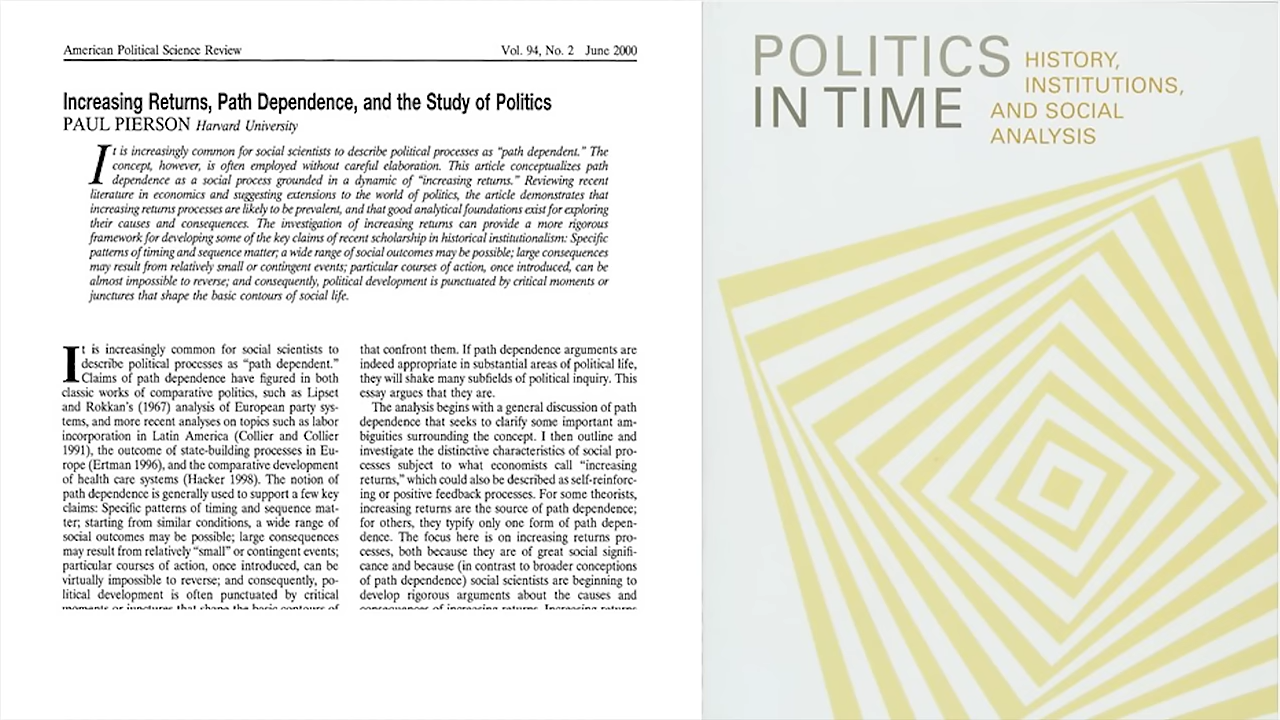 American Political Science Review
Vol. 94, No. 2 June 2000
Increasing Returns, Path Dependence, and the Study of Politics
PAUL PIERSON Harvard University
It is increasingly common for social scientists to describe political processes as “path dependent.” The
concept, however, is often employed without careful elaboration. This article conceptualizes path
dependence as a social process grounded in a dynamic of “increasing returns.” Reviewing recent
literature in economics and suggesting extensions to the world of politics, the article demonstrates that
increasing returns processes are likely to be prevalent, and that good analytical foundations exist for exploring
their causes and consequences. The investigation of increasing returns can provide a more rigorous
framework for developing some of the key claims of recent scholarship in historical institutionalism: Specific
patterns of timing and sequence matter; a wide range of social outcomes may be possible; large consequences
may result from relatively small or contingent events; particular courses of action, once introduced, can be
almost impossible to reverse; and consequently, political development is punctuated by critical moments or
junctures that shape the basic contours of social life.
It is increasingly common for social scientists to
describe political processes as “path dependent.”
Claims of path dependence have figured in both
classic works of comparative politics, such as Lipset
and Rokkan’s (1967) analysis of European party sys-
tems, and more recent analyses on topics such as labor
incorporation in Latin America (Collier and Collier
1991), the outcome of state-building processes in Eu-
rope (Ertman 1996), and the comparative development
of health care systems (Hacker 1998). The notion of
path dependence is generally used to support a few key
claims: Specific patterns of timing and sequence mat-
ter; starting from similar conditions, a wide range of
social outcomes may be possible; large consequences
may result from relatively “small” or contingent events;
particular courses of action, once introduced, can be
virtually impossible to reverse; and consequently, po-
litical development is often punctuated by critical
moments or junctures that shape the basic contours of
that confront them. If path dependence arguments are
indeed appropriate in substantial areas of political life,
they will shake many subfields of political inquiry. This
essay argues that they are.
The analysis begins with a general discussion of path
dependence that seeks to clarify some important am-
biguities surrounding the concept. I then outline and
investigate the distinctive characteristics of social pro-
cesses subject to what economists call “increasing
returns,” which could also be described as self-reinforc-
ing or positive feedback processes. For some theorists,
increasing returns are the source of path dependence;
for others, they typify only one form of path depen-
dence. The focus here is on increasing returns pro-
cesses, both because they are of great social signifi-
cance and because (in contrast to broader conceptions
of path dependence) social scientists are beginning to
develop rigorous arguments about the causes and
consequences of increasing returns. Increasing returns
POLITICS
IN TIME
HISTORY,
INSTITUTIONS,
AND SOCIAL
ANALYSIS